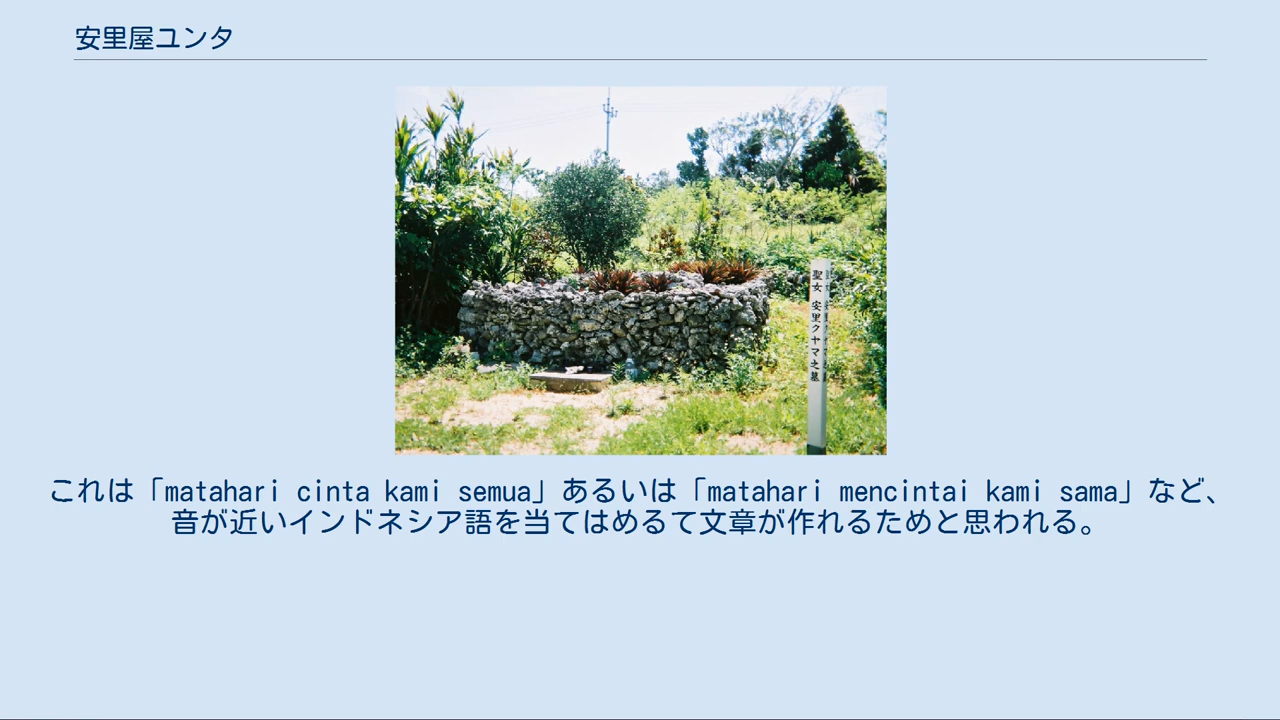 安里屋ユンタ
聖女 安里クヤマ之墓
これは「matahari cinta kami semua」あるいは「matahari mencintai kami sama」など、
音が近いインドネシア語を当てはめるて文章が作れるためと思われる。